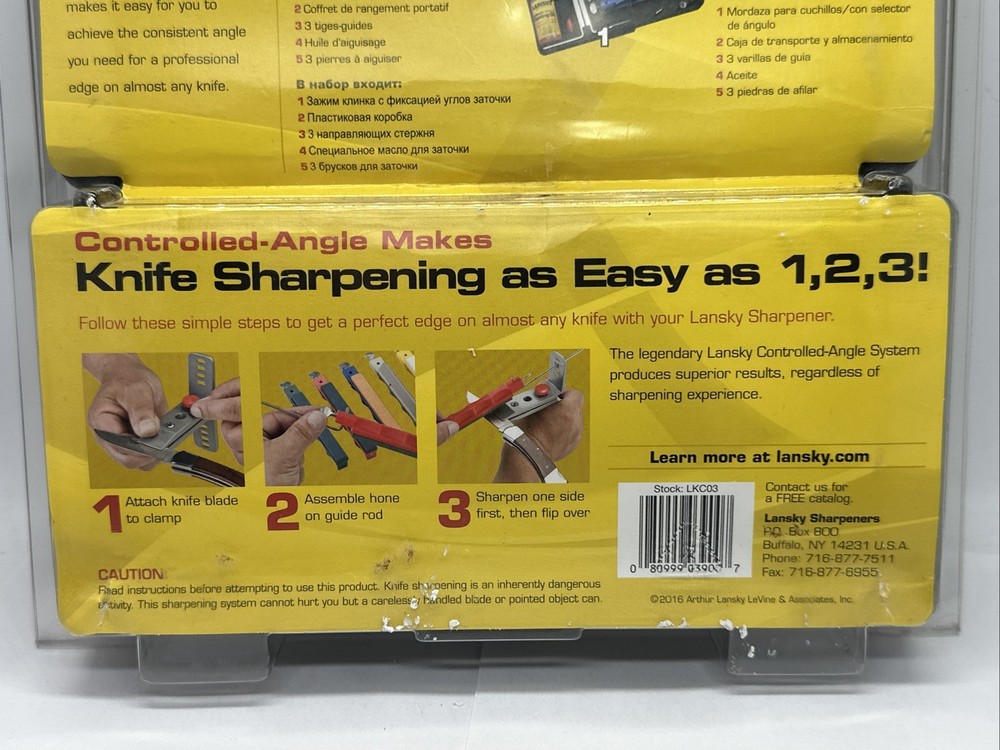 makes it easy for you to
achieve the consistent angle
you need for a professional
edge on almost any knife.
2 Coffret de rangement portatif
3 3 tiges-guides
4 Huile d'aiguisage
5 3 pierres à aiguiser
В набор входит:
1 Зажим клинка с фиксацией углов заточки
2 Пластиковая коробка
3 3 направляющих стержня
4 Специальное масло для заточки
5 3 брусков для заточки
1
1 Mordaza para cuchillos/con selector
de ángulo
2 Caja de transporte y almacenamiento
3 3 varillas de guia
4 Aceite
5 3 piedras de afilar
Controlled-Angle Makes
Knife Sharpening as Easy as 1,2,3!
Follow these simple steps to get a perfect edge on almost any knife with your Lansky Sharpener.
1 Attach knife blade
to clamp
2 Assemble hone
on guide rod
3 Sharpen one side
first, then flip over
The legendary Lansky Controlled-Angle System
produces superior results, regardless of
sharpening experience.
Learn more at lansky.com
Stock: LKC03
0 80999 0390 7
Contact us for
a FREE catalog.
Lansky Sharpeners
P.O. Box 800
Buffalo, NY 14231 U.S.A.
Phone: 716-877-7511
Fax: 716-877-6955
CAUTION:
Read instructions before attempting to use this product. Knife sharpening is an inherently dangerous
activity. This sharpening system cannot hurt you but a carelessly handled blade or pointed object can.
©2016 Arthur Lansky LeVine & Associates, Inc.